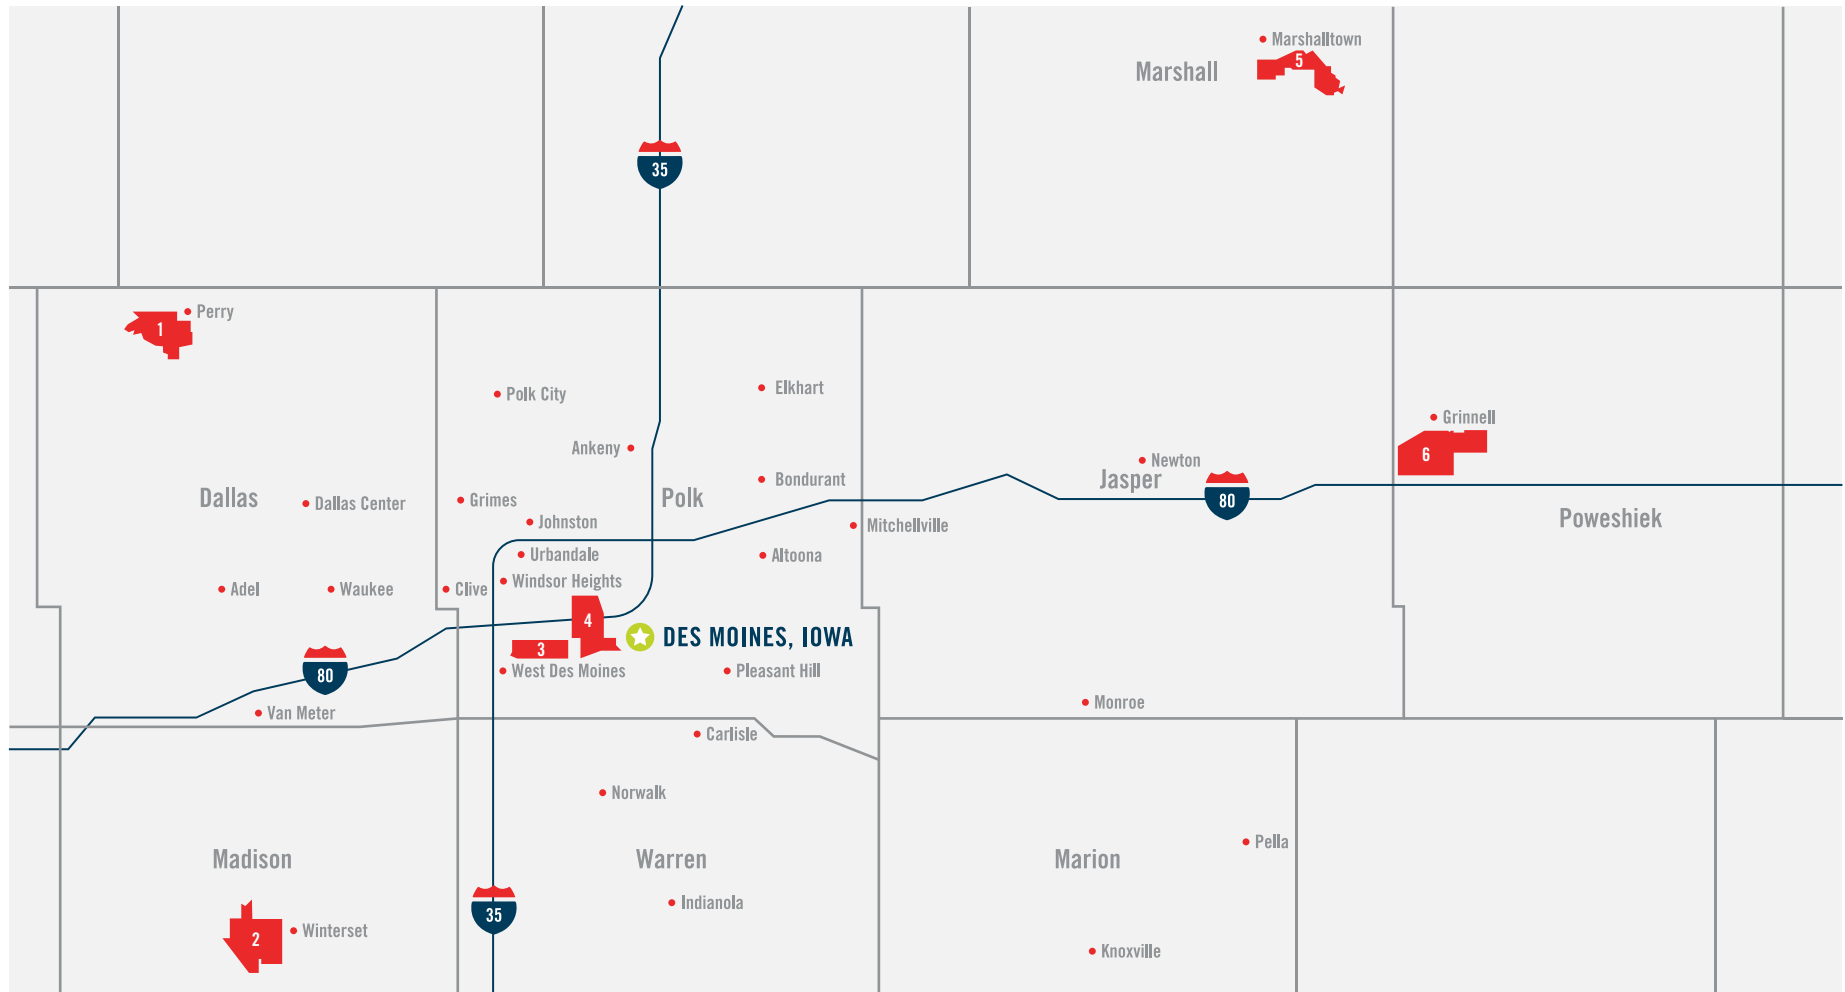 Marshalltown
5
Marshall
35
Perry
1
Elkhart
Polk City
Grinnell
Ankeny
6
Newton
Bondurant
Jasper
80
Dallas
Polk
Dallas Center
Grimes
Poweshiek
Johnston
Mitchellville
Urbandale
Altoona
Windsor Heights
Adel
Waukee
Clive
4
DES MOINES, IOWA
3
West Des Moines
Pleasant Hill
80
Monroe
Van Meter
Carlisle
Norwalk
Pella
Madison
Warren
Marion
Indianola
35
Winterset
2
Knoxville